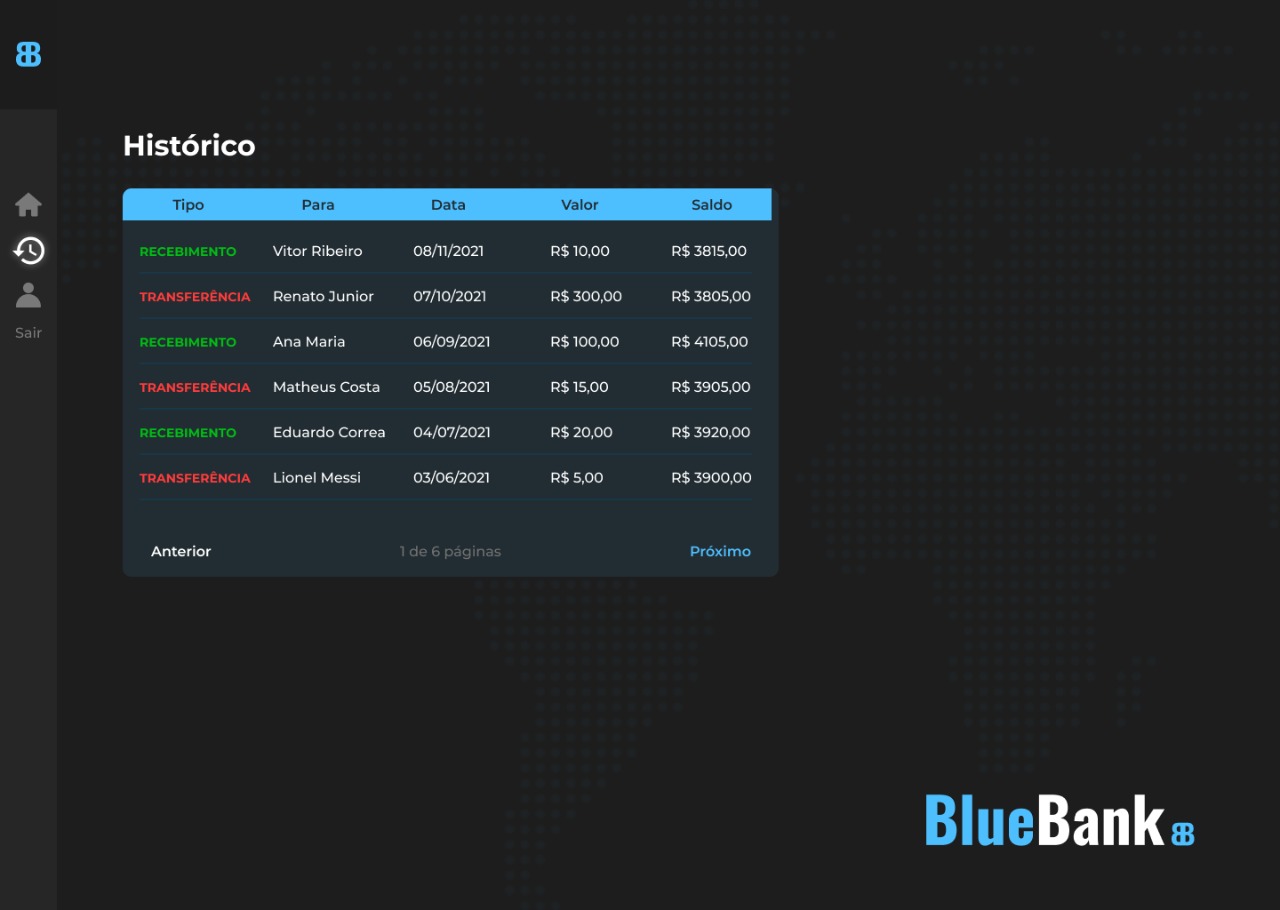 Histórico
Tipo Para Data Valor Saldo
RECEBIMENTO Vitor Ribeiro 08/11/2021 R$ 10,00 R$ 3815,00
TRANSFERÊNCIA Renato Junior 07/10/2021 R$ 300,00 R$ 3805,00
RECEBIMENTO Ana Maria 06/09/2021 R$ 100,00 R$ 4105,00
TRANSFERÊNCIA Matheus Costa 05/08/2021 R$ 15,00 R$ 3905,00
RECEBIMENTO Eduardo Correa 04/07/2021 R$ 20,00 R$ 3920,00
TRANSFERÊNCIA Lionel Messi 03/06/2021 R$ 5,00 R$ 3900,00
Anterior 1 de 6 páginas Próximo
Sair
BlueBank